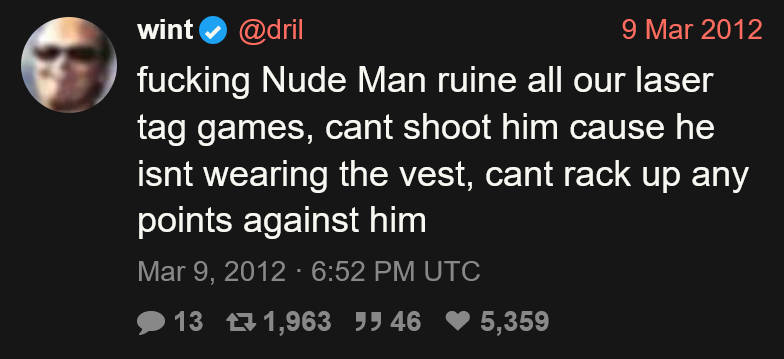 wint @dril 9 Mar 2012
fucking Nude Man ruine all our laser
tag games, cant shoot him cause he
isnt wearing the vest, cant rack up any
points against him
Mar 9, 2012 · 6:52 PM UTC
13 1,963 46 5,359